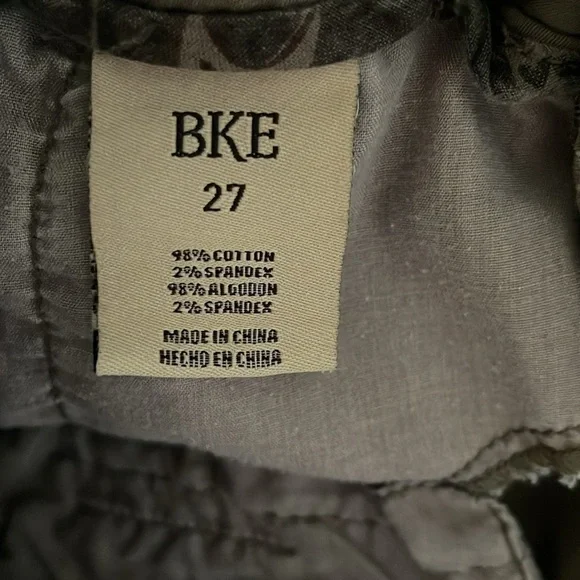 BKE
27
98% COTTON
2% SPANDEX
98% ALGODON
2% SPANDEX
MADE IN CHINA
HECHO EN CHINA